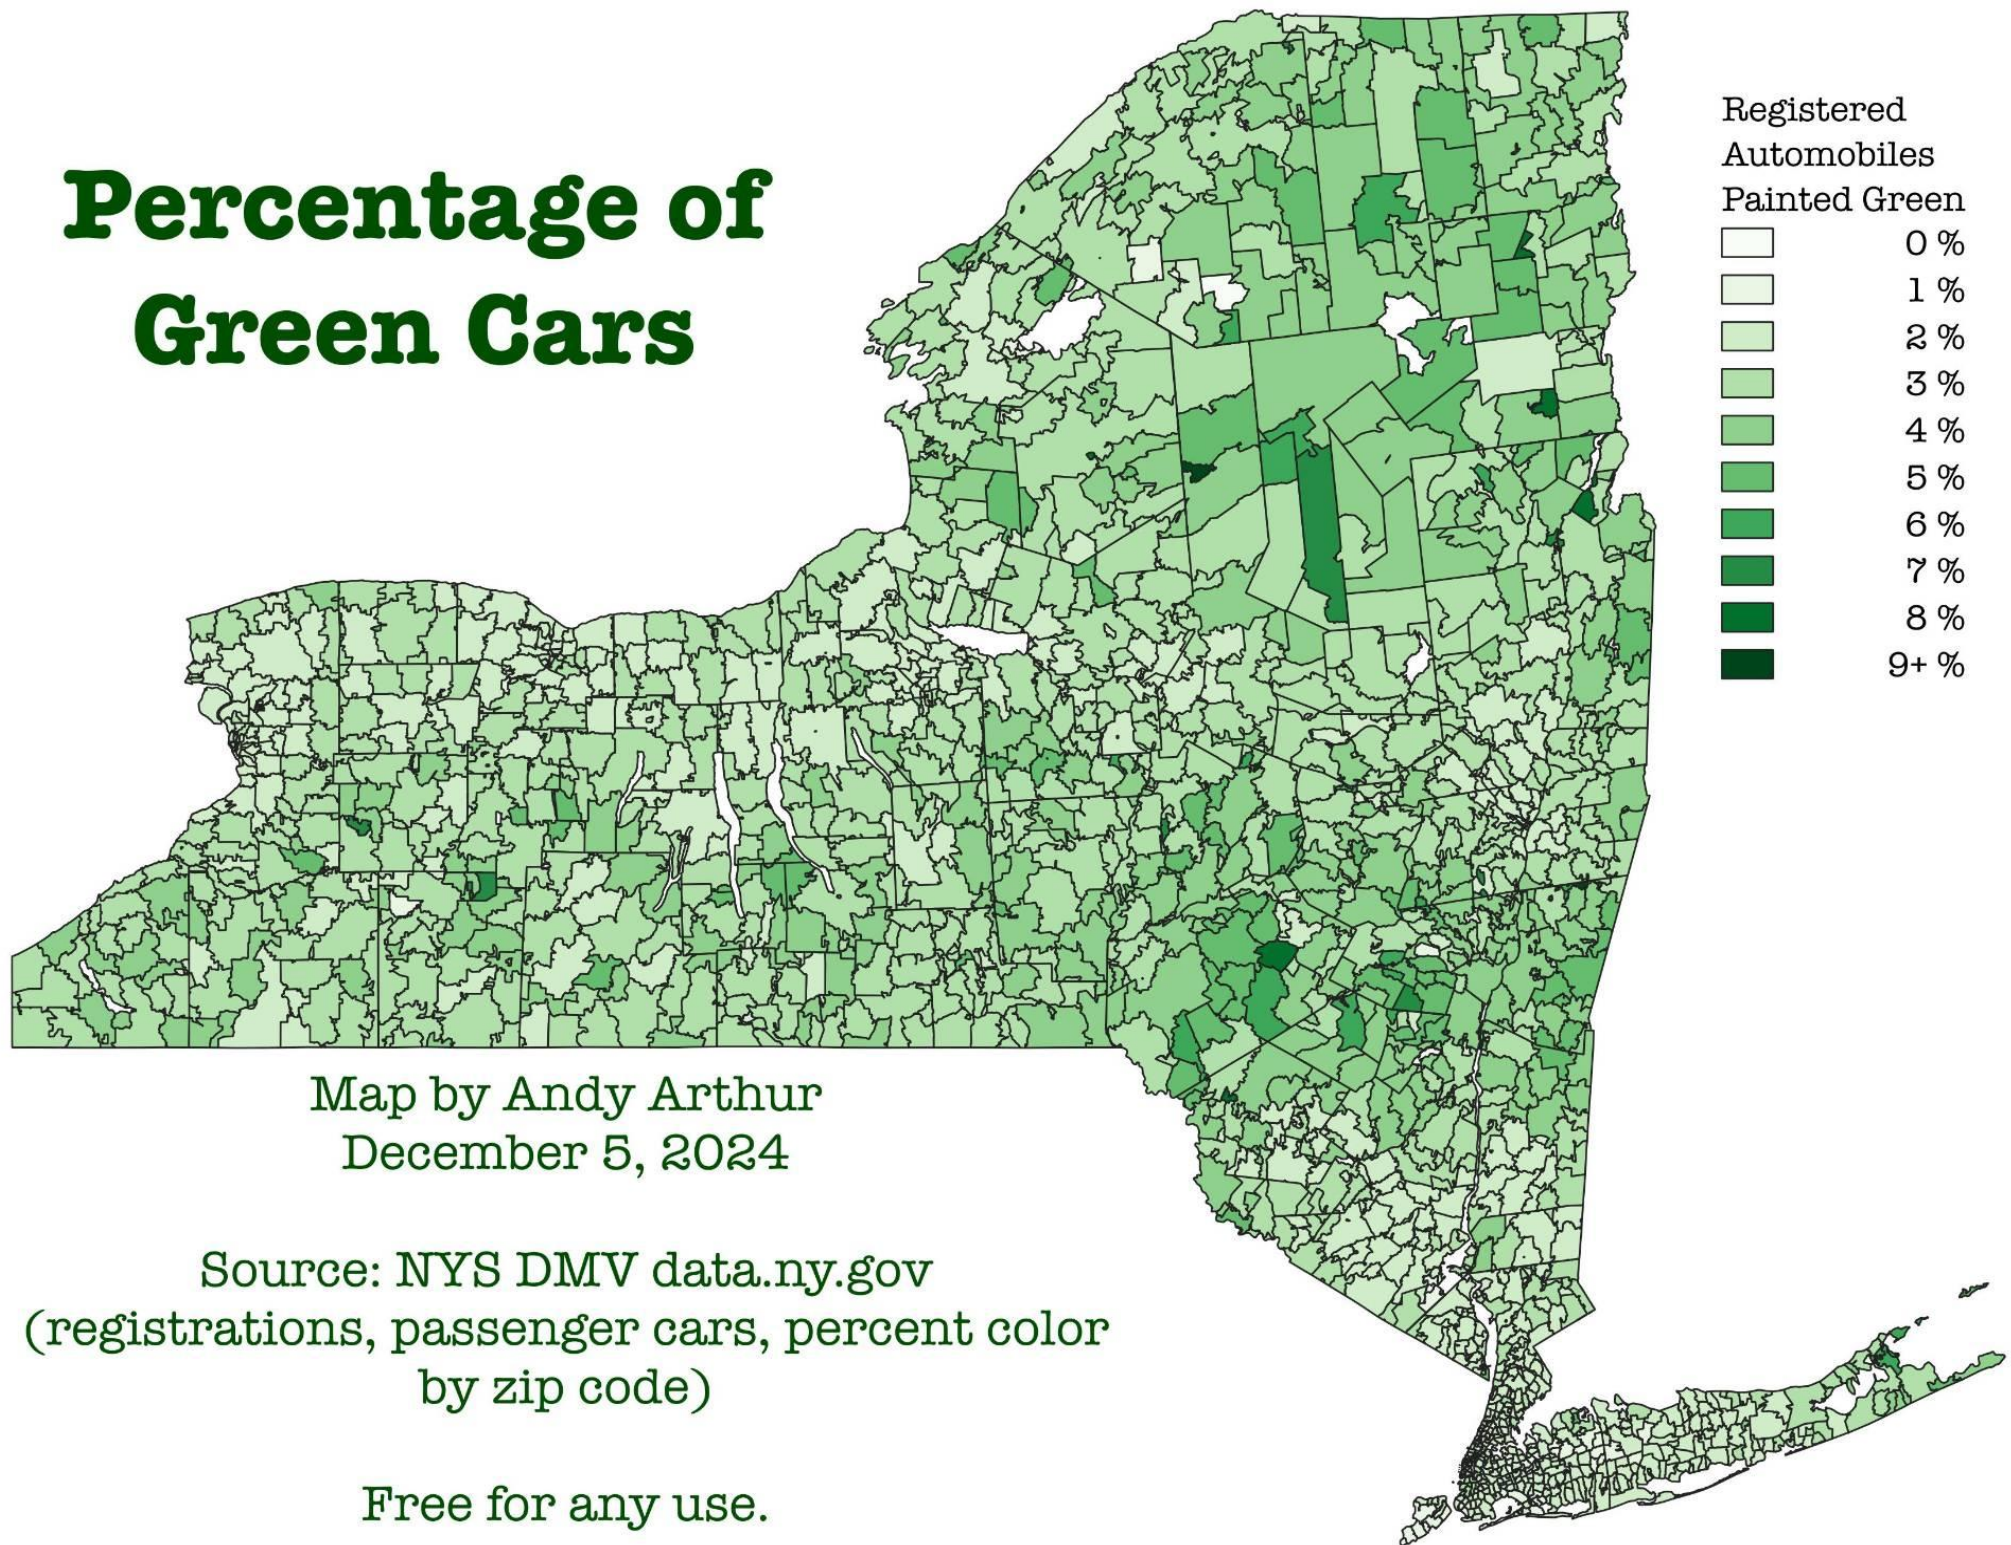 Percentage of
Green Cars
Registered
Automobiles
Painted Green
0 %
1 %
2 %
3 %
4 %
5 %
6 %
7 %
8 %
9+ %
Map by Andy Arthur
December 5, 2024
Source: NYS DMV data.ny.gov
(registrations, passenger cars, percent color
by zip code)
Free for any use.